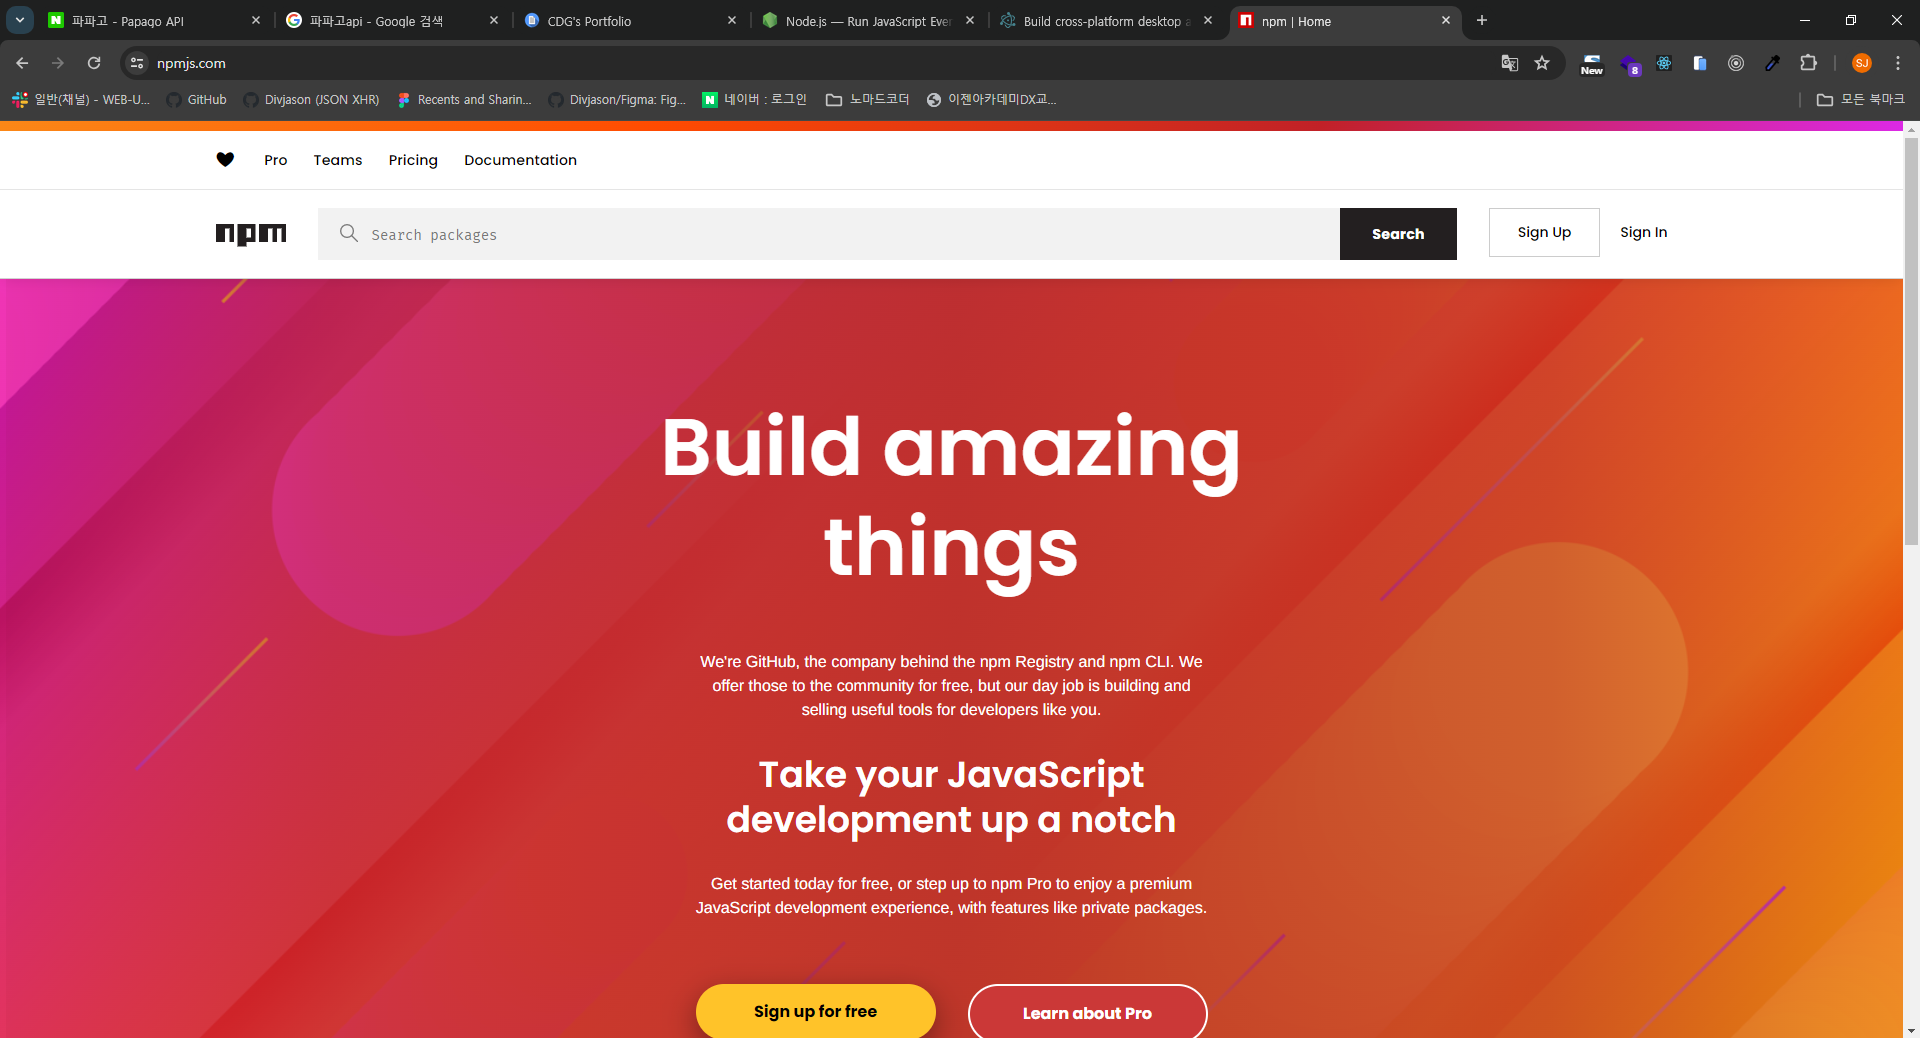 파파고 - Papago API
파파고api - Google 검색
CDG's Portfolio
Node.js — Run JavaScript Ever
Build cross-platform desktop a
npm | Home
npmjs.com
New
8
SJ
일반(채널) - WEB-U...
GitHub
Divjason (JSON XHR)
Recents and Sharin...
Divjason/Figma: Fig...
네이버 : 로그인
노마드코더
이젠아카데미DX교...
모든 북마크
Pro
Teams
Pricing
Documentation
npm
Search packages
Search
Sign Up
Sign In
Build amazing
things
We're GitHub, the company behind the npm Registry and npm CLI. We
offer those to the community for free, but our day job is building and
selling useful tools for developers like you.
Take your JavaScript
development up a notch
Get started today for free, or step up to npm Pro to enjoy a premium
JavaScript development experience, with features like private packages.
Sign up for free
Learn about Pro